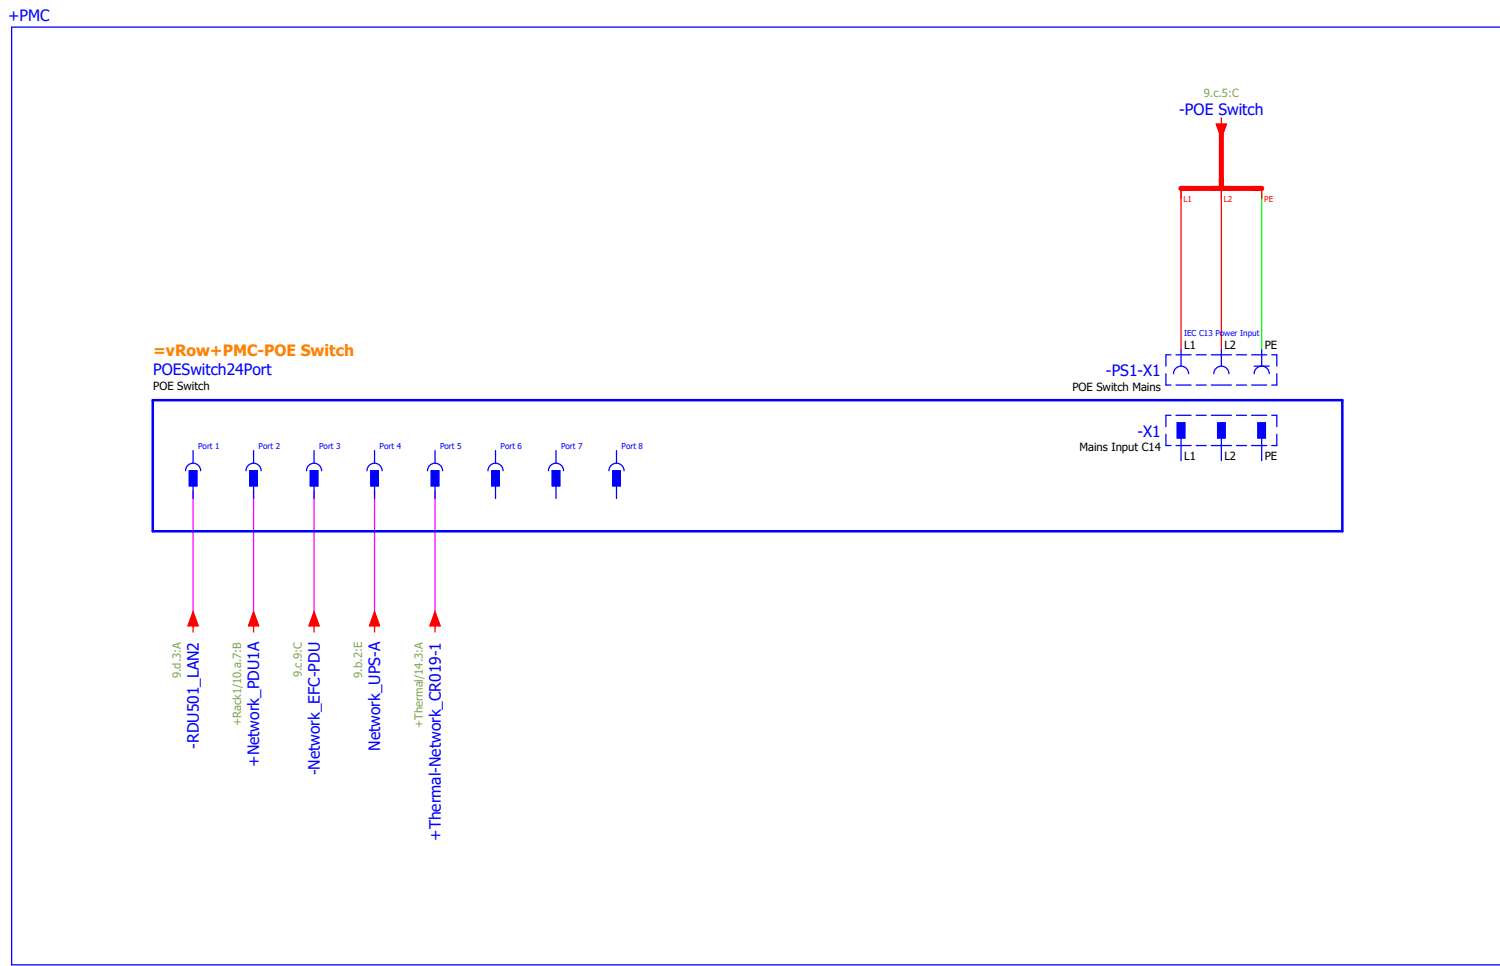 +PMC
9.c.5:C
-POE Switch
L1
L2
PE
IEC C13 Power Input
L1
L2
PE
-PS1-X1
POE Switch Mains
=vRow+PMC-POE Switch
POESwitch24Port
POE Switch
-X1
Mains Input C14
L1
L2
PE
Port 1
Port 2
Port 3
Port 4
Port 5
Port 6
Port 7
Port 8
9.d.3:A
-RDU501_LAN2
+Rack1/10.a.7:B
+Network_PDU1A
9.c.9:C
-Network_EFC-PDU
9.b.2:E
Network_UPS-A
+Thermal/14.3:A
+Thermal-Network_CR019-1